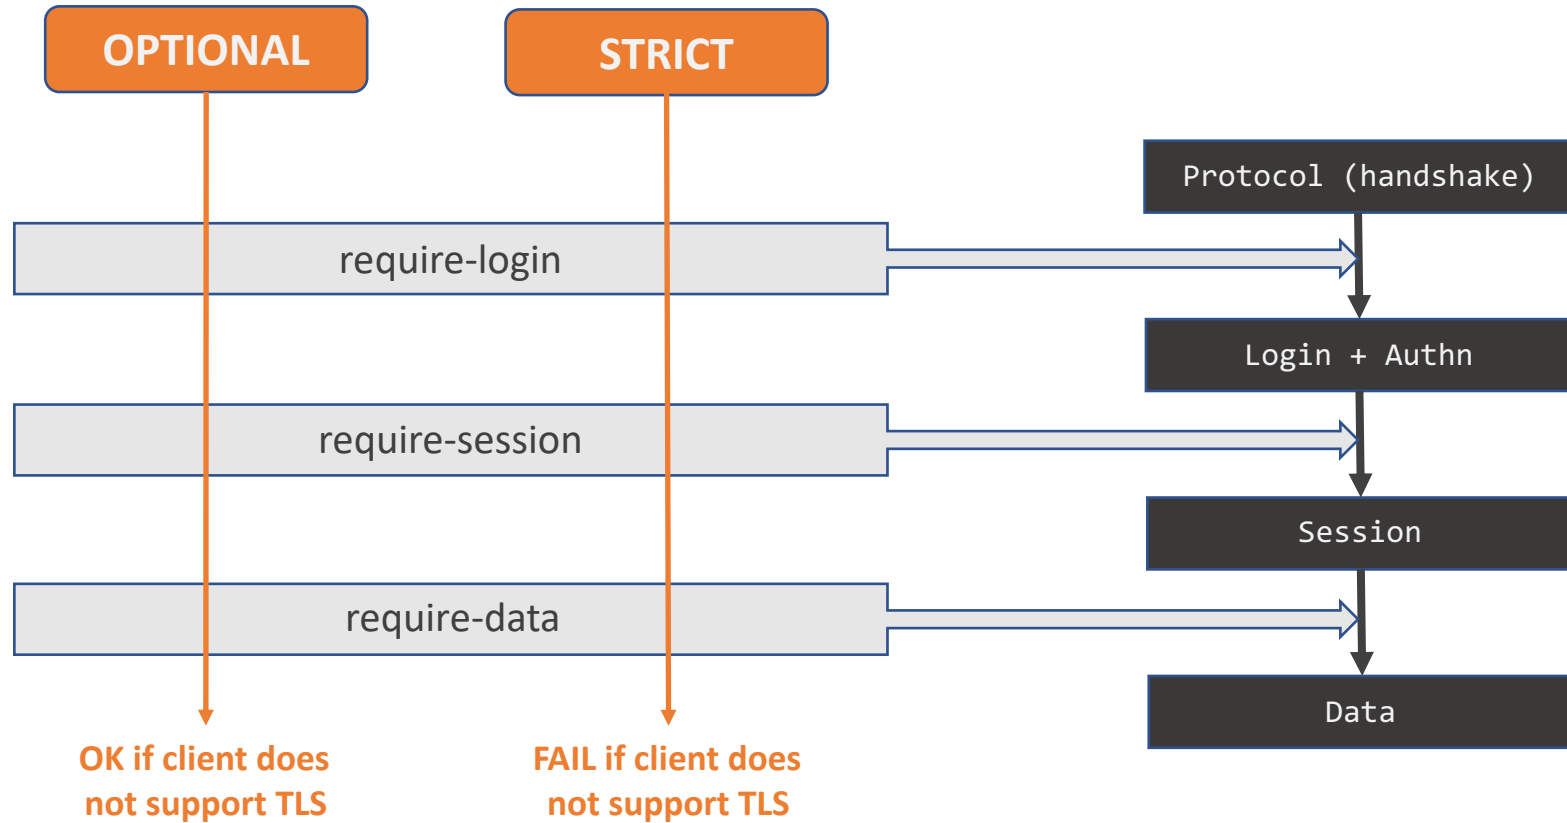 OPTIONAL
STRICT
Protocol (handshake)
require-login
Login + Authn
require-session
Session
require-data
Data
OK if client does
not support TLS
FAIL if client does
not support TLS